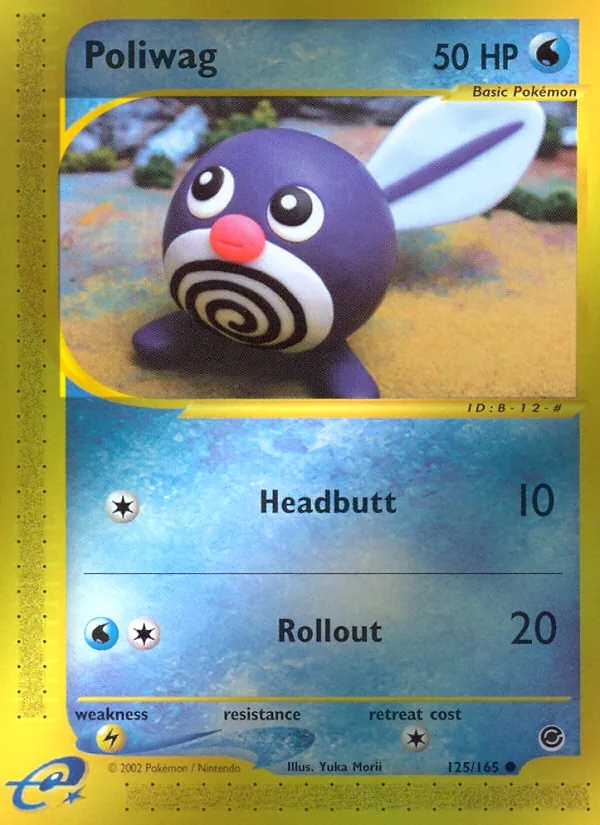 Poliwag 50 HP
Basic Pokémon
ID:B-12-#
Headbutt 10
Rollout 20
weakness resistance retreat cost
© 2002 Pokémon / Nintendo Illus. Yuka Morii 125/165 ●